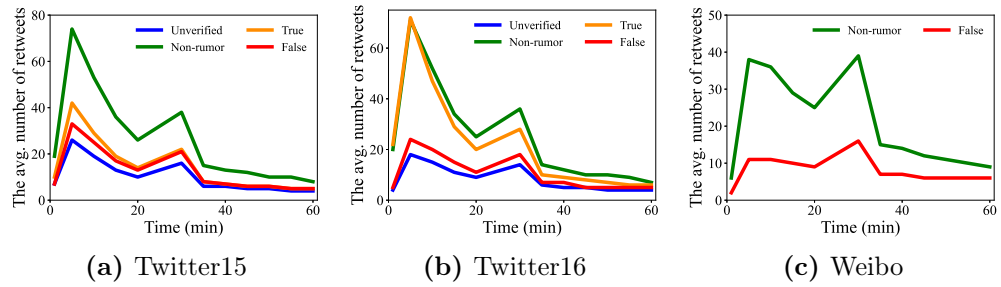 The avg. number of retweets
80
60
40
20
0
0
20
40
60
Time (min)
Unverified
Non-rumor
True
False
(a) Twitter15
The avg. number of retweets
60
40
20
0
0
20
40
60
Time (min)
Unverified
Non-rumor
True
False
(b) Twitter16
The avg. number of retweets
50
40
30
20
10
0
0
20
40
60
Time (min)
Non-rumor
False
(c) Weibo